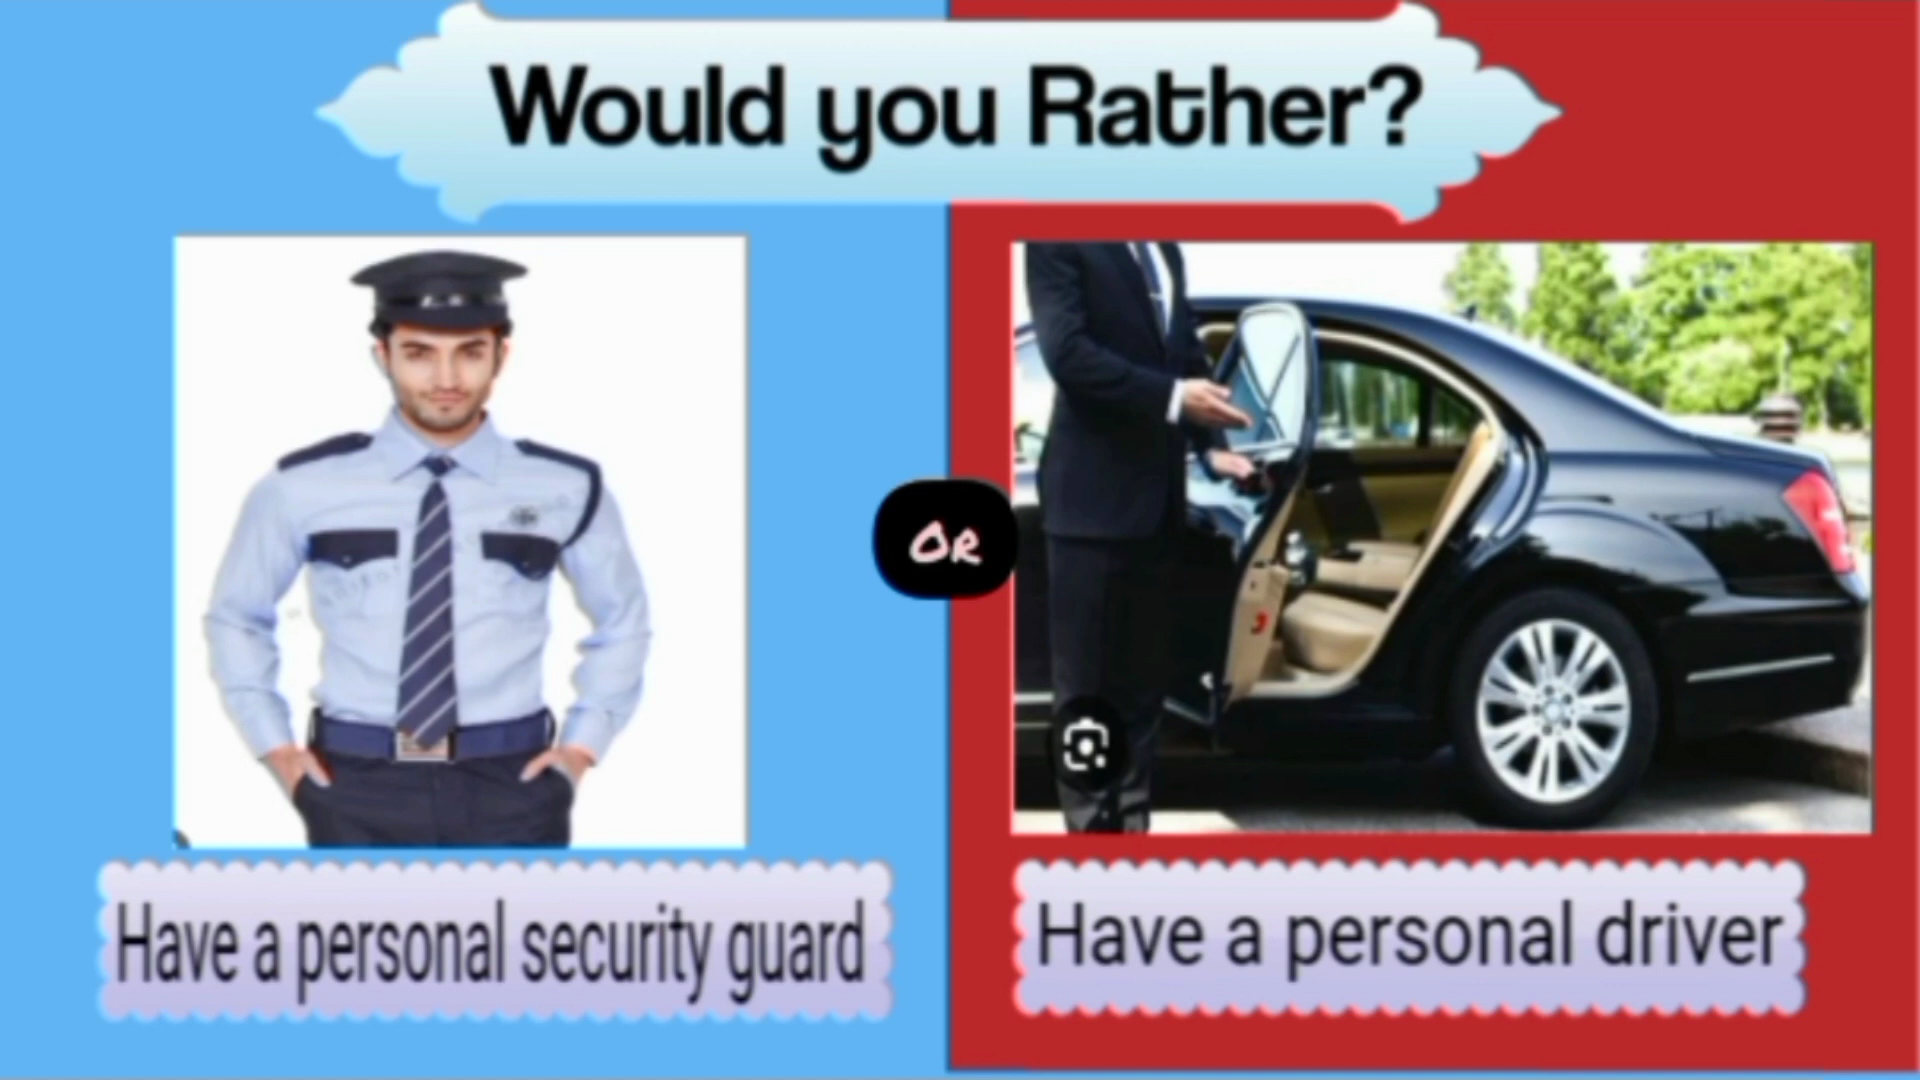 Would you Rather?
OR
Have a personal security guard
Have a personal driver